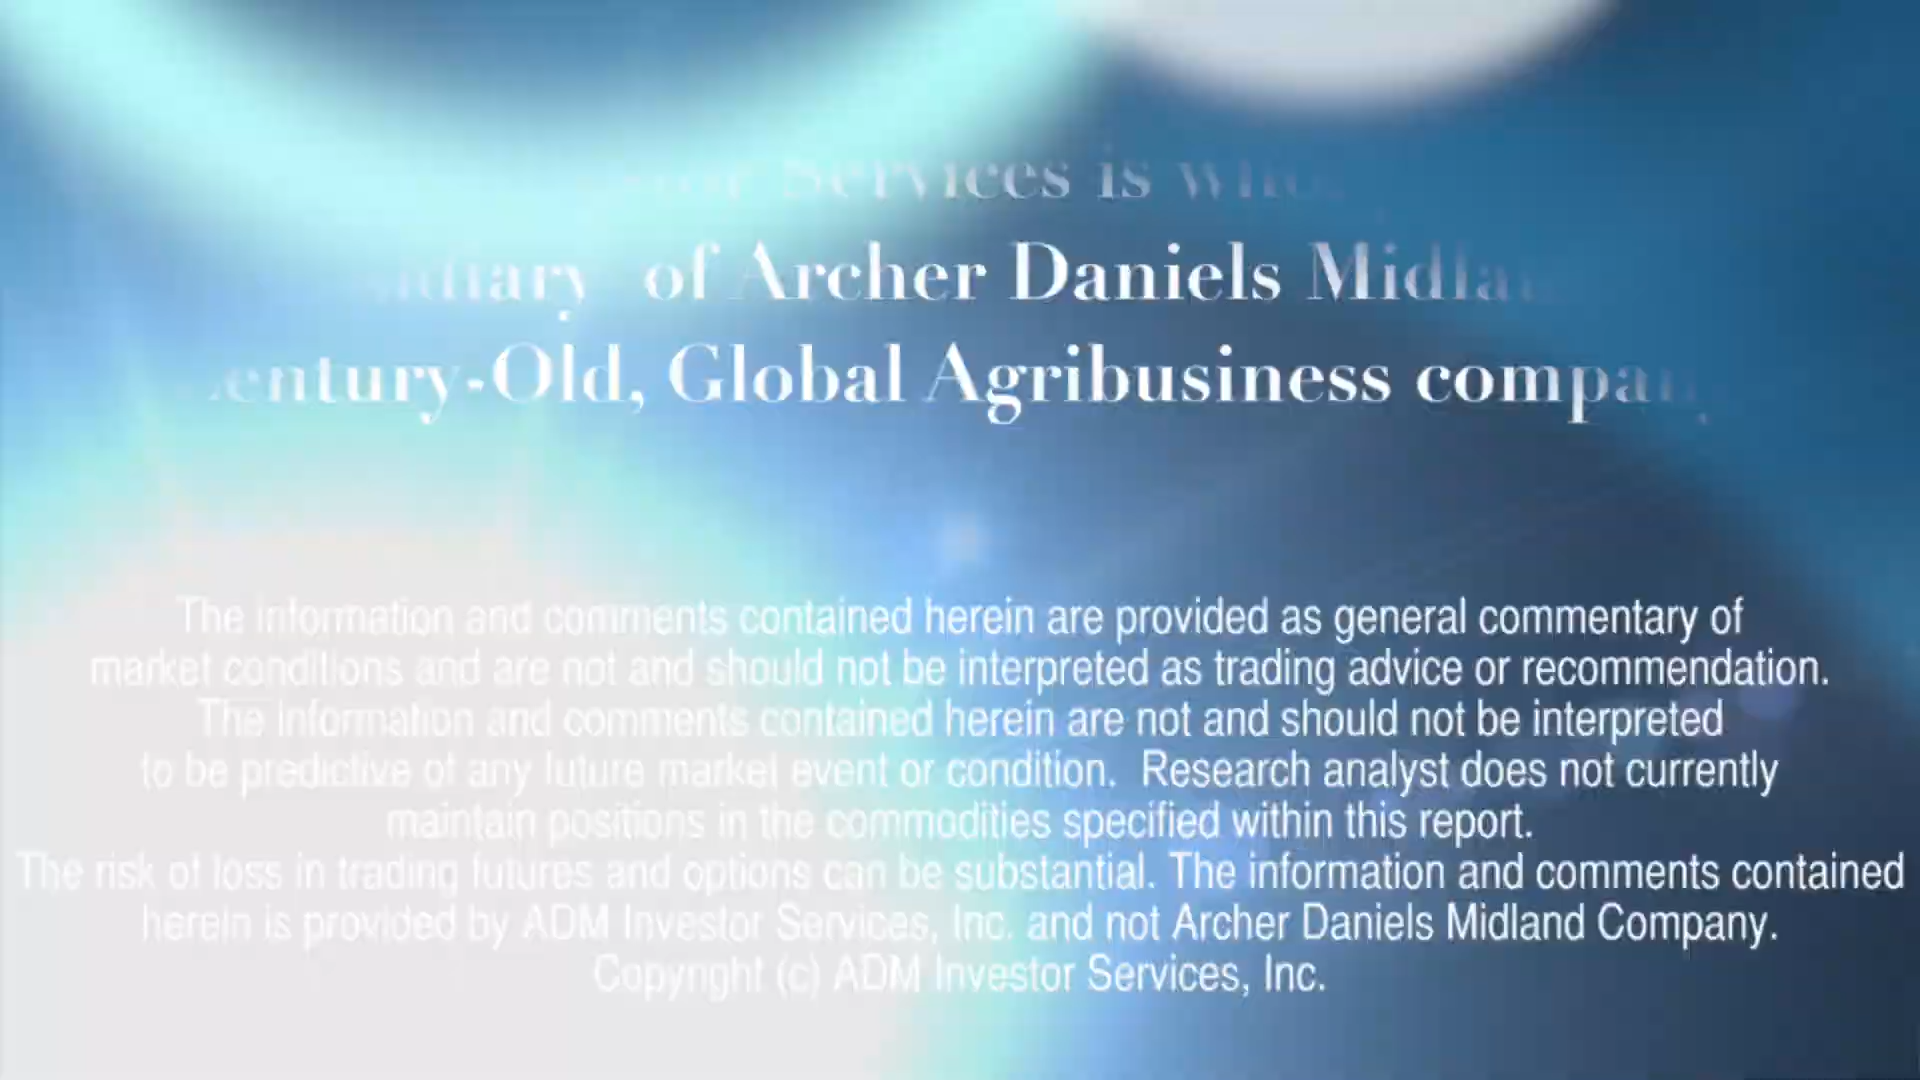 Services is
of Archer Daniels
Global Agribusiness
The information and comments contained herein are provided as general commentary of
market conditions and are not and should not be interpreted as trading advice or recommendation.
The information and comments contained herein are not and should not be interpreted
to be predictive of any future market event or condition. Research analyst does not currently
maintain positions in the commodities specified within this report.
The risk of loss in trading futures and options can be substantial. The information and comments contained
herein is provided by ADM Investor Services, Inc. and not Archer Daniels Midland Company.
Copyright (c) ADM Investor Services, Inc.